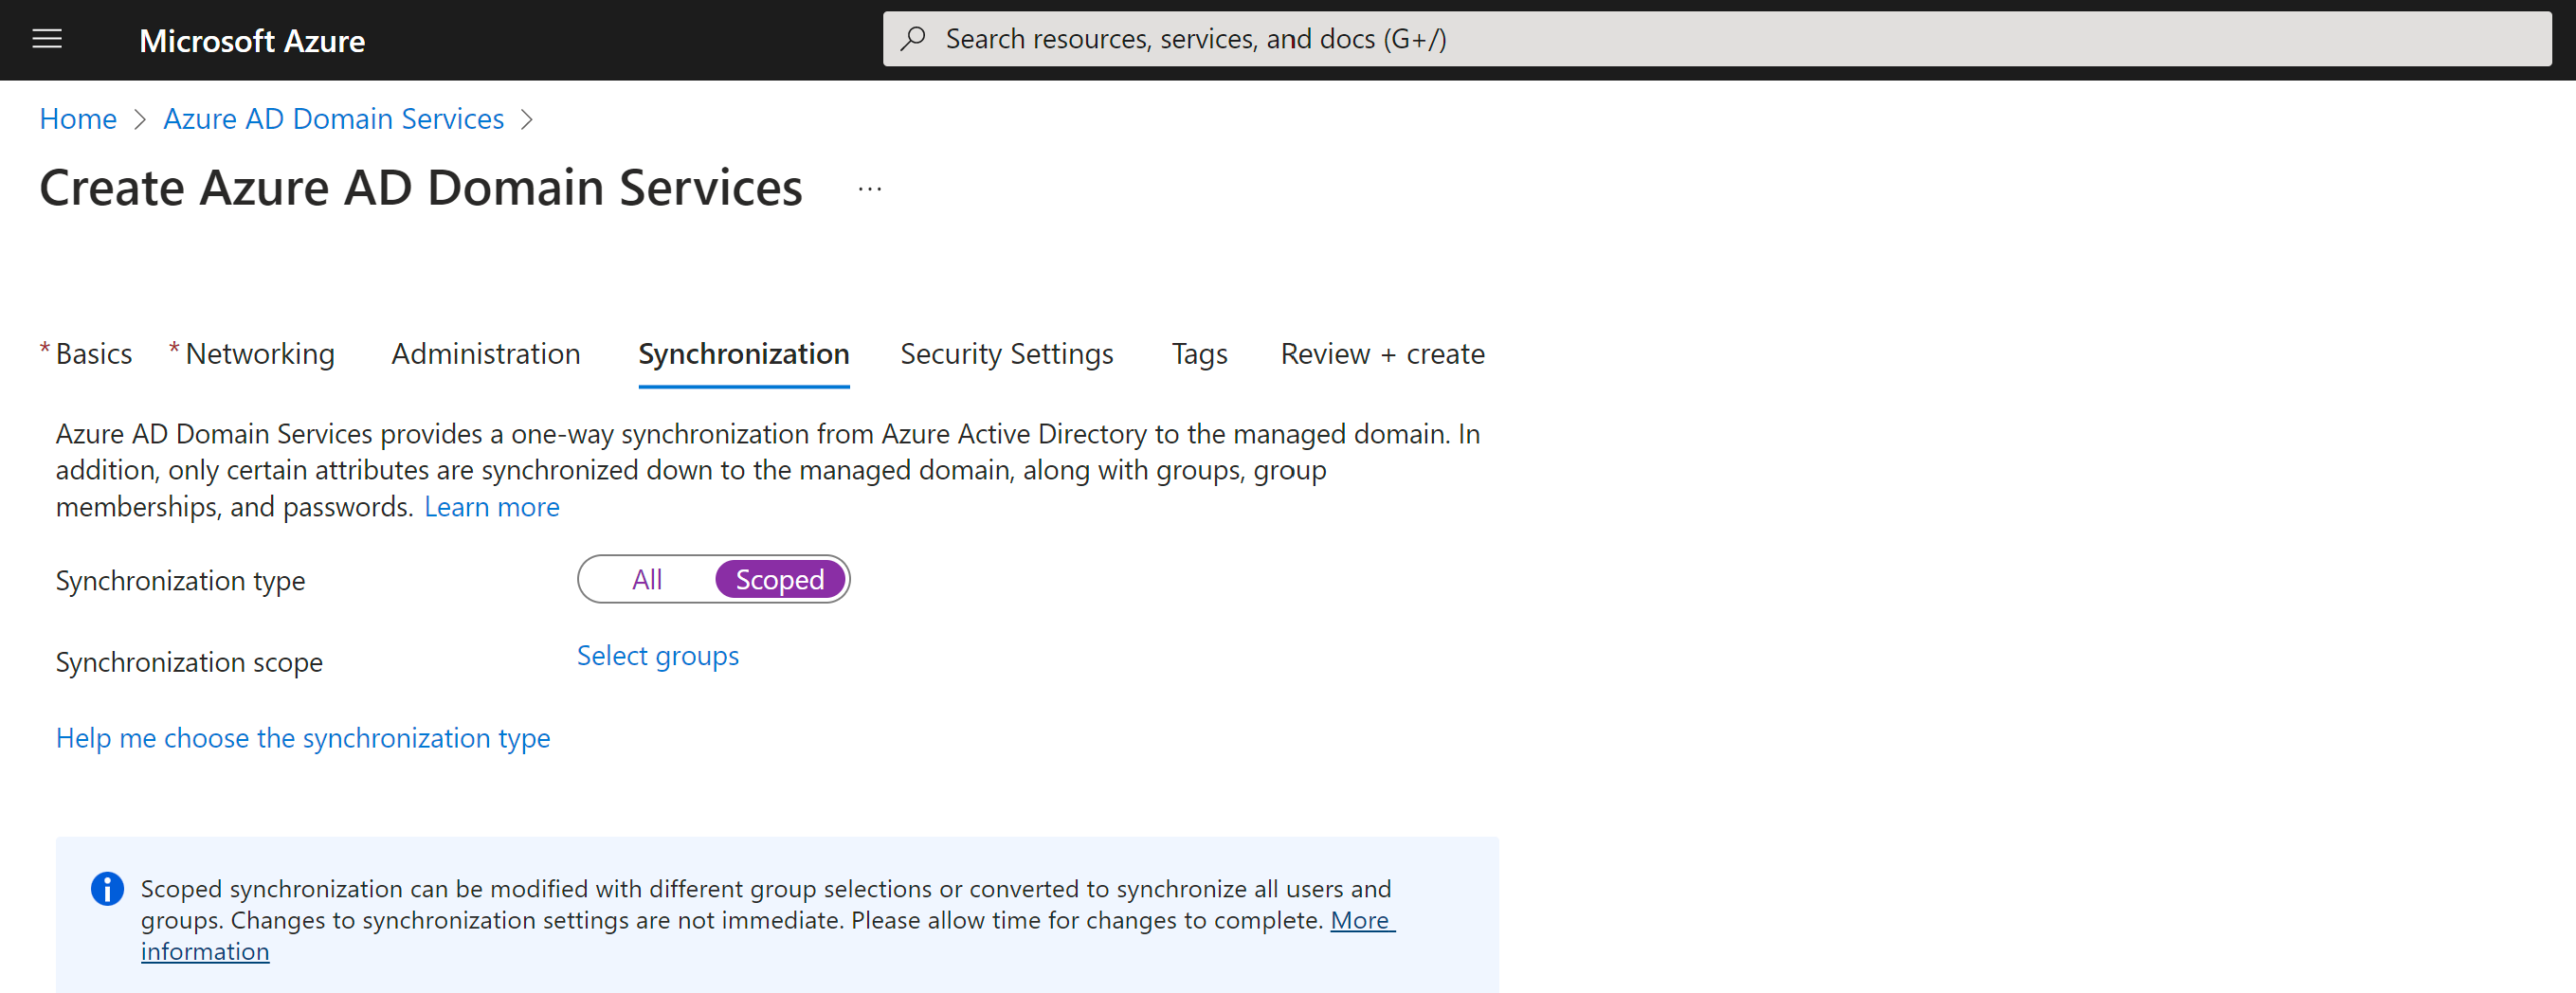 Microsoft Azure
Search resources, services, and docs (G+/)
Home > Azure AD Domain Services >
Create Azure AD Domain Services ...
* Basics * Networking Administration Synchronization Security Settings Tags Review + create
Azure AD Domain Services provides a one-way synchronization from Azure Active Directory to the managed domain. In
addition, only certain attributes are synchronized down to the managed domain, along with groups, group
memberships, and passwords. Learn more
Synchronization type All Scoped
Synchronization scope Select groups
Help me choose the synchronization type
Scoped synchronization can be modified with different group selections or converted to synchronize all users and
groups. Changes to synchronization settings are not immediate. Please allow time for changes to complete. More
information